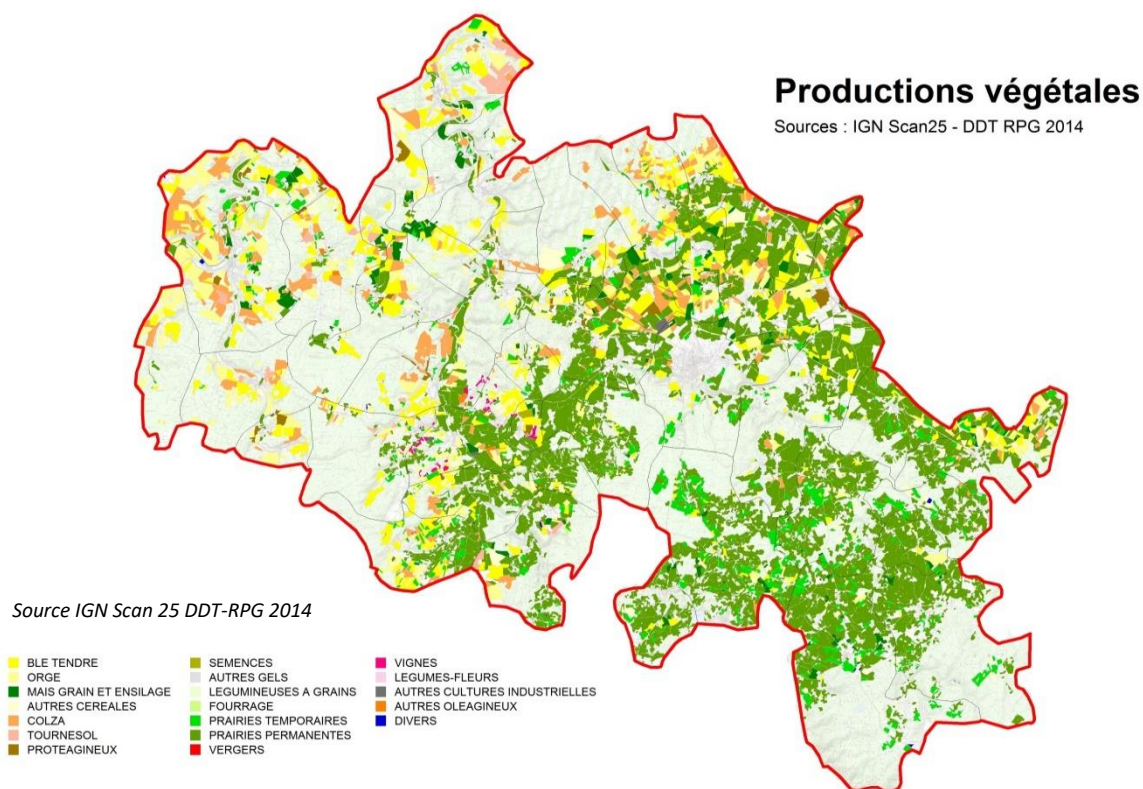 Productions végétales
Sources : IGN Scan25 - DDT RPG 2014
Source IGN Scan 25 DDT-RPG 2014
BLE TENDRE
ORGE
MAIS GRAIN ET ENSILAGE
AUTRES CEREALES
COLZA
TOURNESOL
PROTEAGINEUX
SEMENCES
AUTRES GELS
LEGUMINEUSES A GRAINS
FOURRAGE
PRAIRIES TEMPORAIRES
PRAIRIES PERMANENTES
VERGERS
VIGNES
LEGUMES-FLEURS
AUTRES CULTURES INDUSTRIELLES
AUTRES OLEAGINEUX
DIVERS